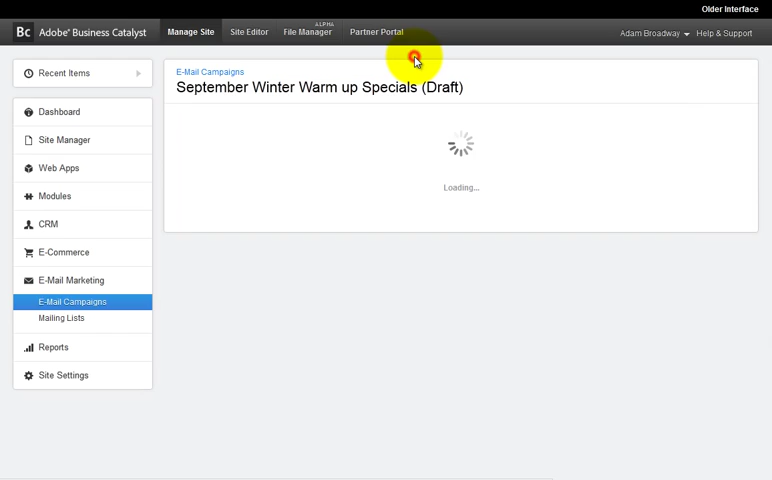 Older Interface
Bc Adobe® Business Catalyst Manage Site Site Editor ALPHA File Manager Partner Portal Adam Broadway Help & Support
Recent Items
Dashboard
Site Manager
Web Apps
Modules
CRM
E-Commerce
E-Mail Marketing
E-Mail Campaigns
Mailing Lists
Reports
Site Settings
E-Mail Campaigns
September Winter Warm up Specials (Draft)
Loading...